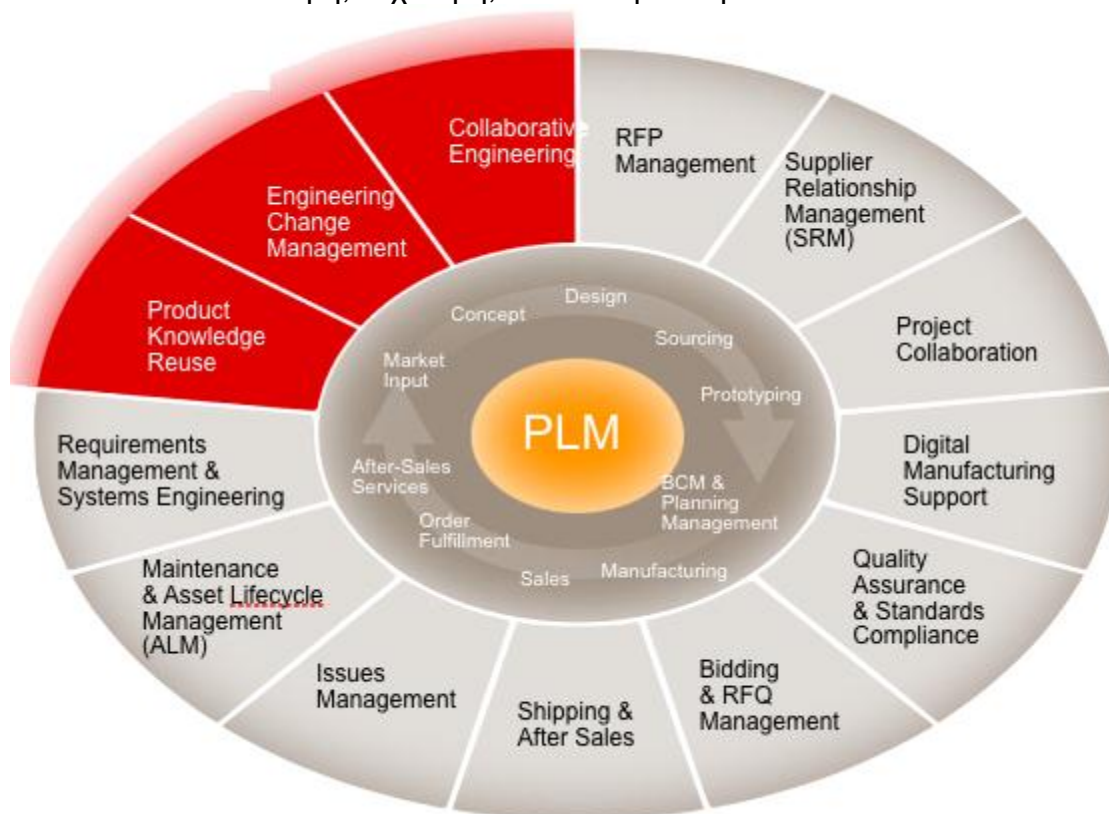 Collaborative
Engineering
RFP
Management
Supplier
Relationship
Management
(SRM)
Project
Collaboration
Digital
Manufacturing
Support
Quality
Assurance
& Standards
Compliance
Bidding
& RFQ
Management
Shipping &
After Sales
Issues
Management
Maintenance
& Asset Lifecycle
Management
(ALM)
Requirements
Management &
Systems Engineering
Product
Knowledge
Reuse
Engineering
Change
Management
Design
Sourcing
Prototyping
BCM &
Planning
Management
Manufacturing
Sales
Order
Fulfillment
After-Sales
Services
Market
Input
Concept
PLM